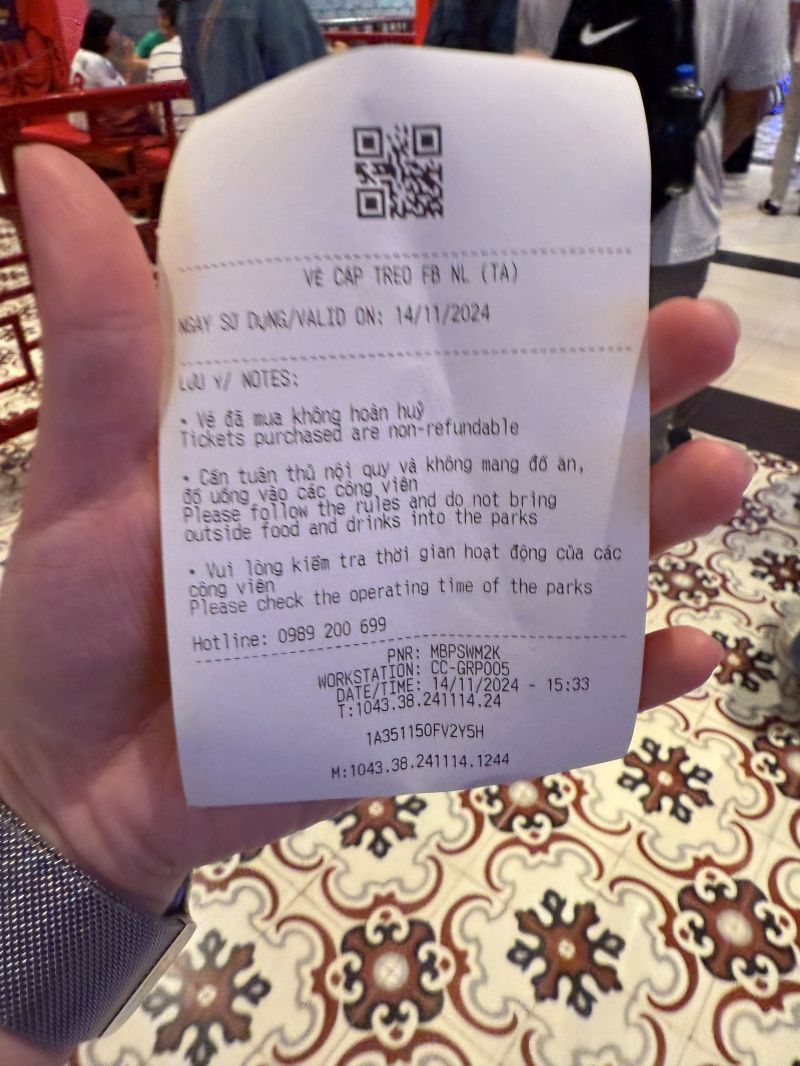 VÉ CÁP TREO FB NL (TA)
NGÀY SỬ DỤNG/VALID ON: 14/11/2024
LƯU Ý/ NOTES:
• Vé đã mua không hoàn huỷ
Tickets purchased are non-refundable
• Cần tuân thủ nội quy và không mang đồ ăn,
đồ uống vào các công viên
Please follow the rules and do not bring
outside food and drinks into the parks
• Vui lòng kiểm tra thời gian hoạt động của các
công viên
Please check the operating time of the parks
Hotline: 0989 200 699
PNR: MBPSWM2K
WORKSTATION: CC-GRP005
DATE/TIME: 14/11/2024 - 15:33
T:1043.38.241114.24
1A351150FV2Y5H
M:1043.38.241114.1244